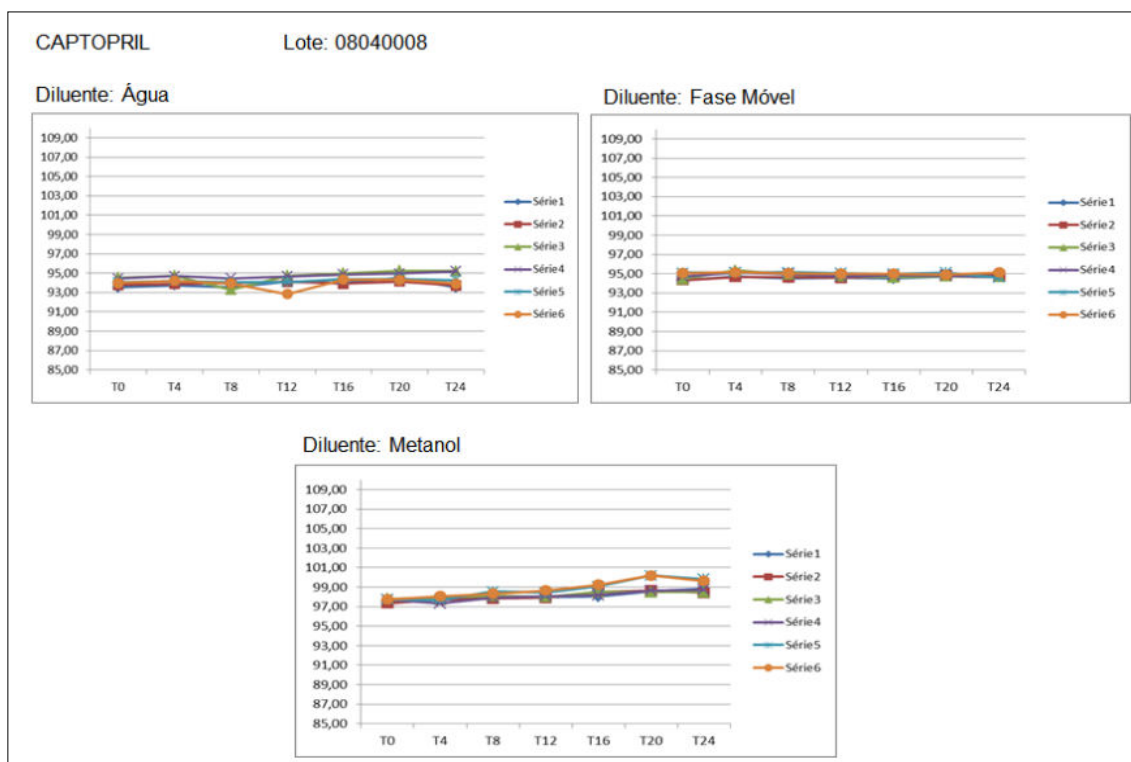 CAPTOPRIL Lote: 08040008
Diluente: Água
109,00
107,00
105,00
103,00
101,00
99,00
97,00
95,00
93,00
91,00
89,00
87,00
85,00
T0 T4 T8 T12 T16 T20 T24
Série1
Série2
Série3
Série4
Série5
Série6
Diluente: Fase Móvel
109,00
107,00
105,00
103,00
101,00
99,00
97,00
95,00
93,00
91,00
89,00
87,00
85,00
T0 T4 T8 T12 T16 T20 T24
Série1
Série2
Série3
Série4
Série5
Série6
Diluente: Metanol
109,00
107,00
105,00
103,00
101,00
99,00
97,00
95,00
93,00
91,00
89,00
87,00
85,00
T0 T4 T8 T12 T16 T20 T24
Série1
Série2
Série3
Série4
Série5
Série6